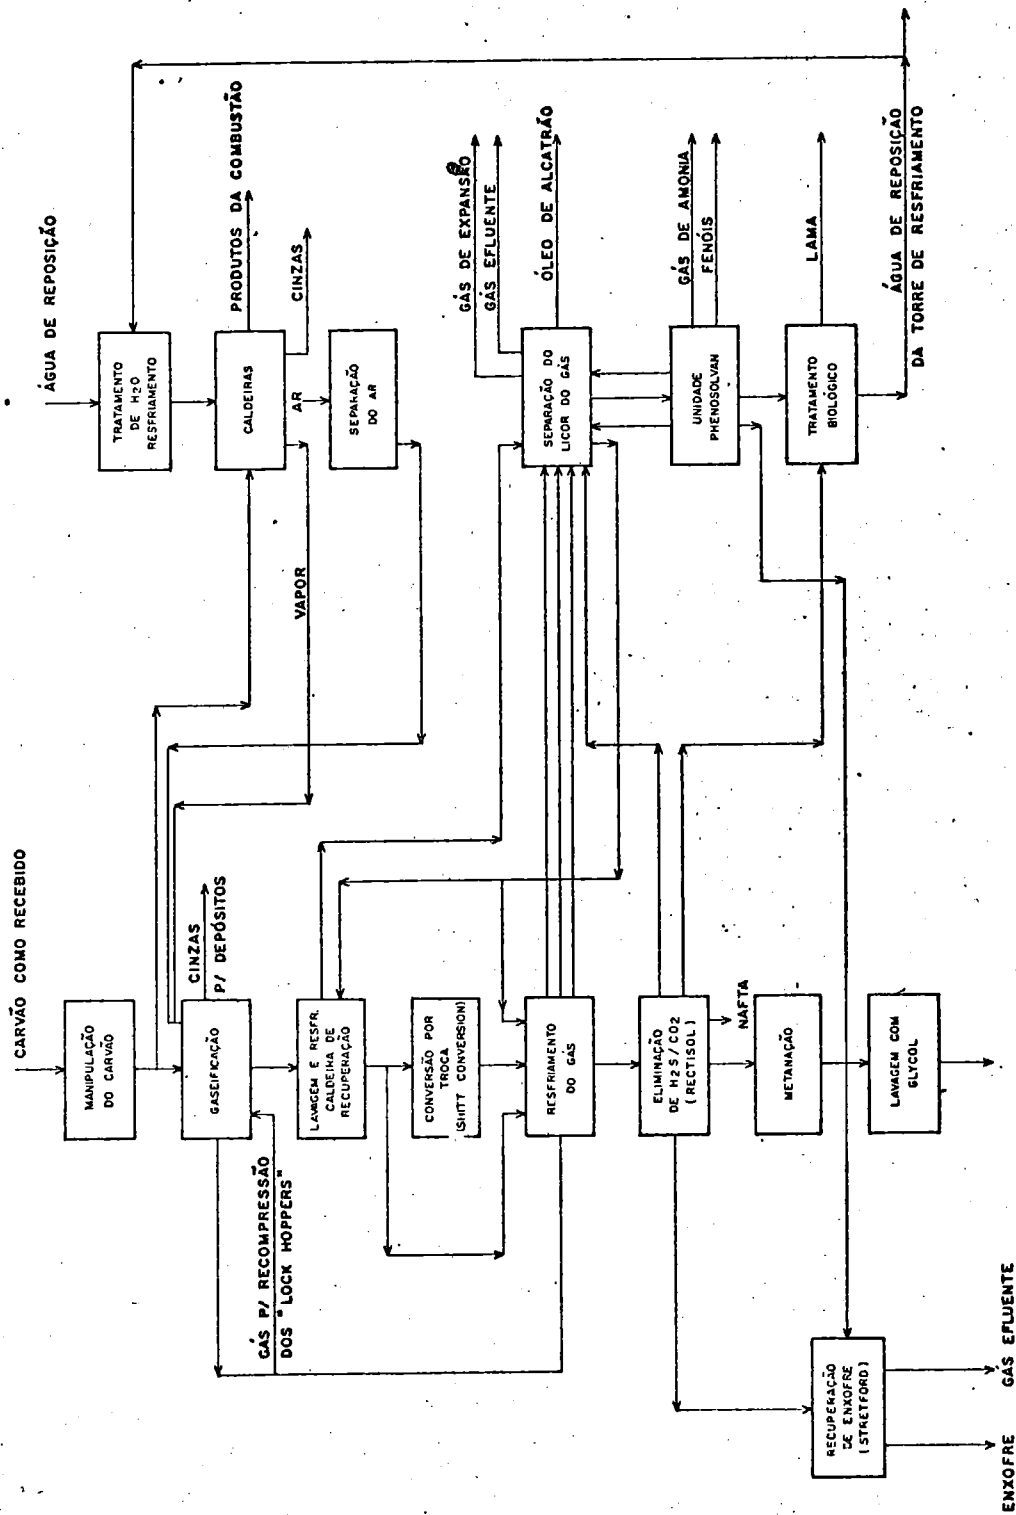 CARVÃO COMO RECEBIDO
ÁGUA DE REPOSIÇÃO
MANIPULAÇÃO
DO CARVÃO
TRATAMENTO
DE H2O
RESFRIAMENTO
PRODUTOS DA COMBUSTÃO
CALDEIRAS
CINZAS
AR
SEPARAÇÃO
DO AR
VAPOR
CINZAS
P/ DEPÓSITOS
GASEIFICAÇÃO
GÁS P/ RECOMPRESSÃO
DOS "LOCK HOPPERS"
LAVAGEM E RESFR.
CALDEIRA DE
RECUPERAÇÃO
CONVERSÃO POR
TROCA
(SHITT CONVERSION)
RESFRIAMENTO
DO GÁS
GÁS DE EXPANSÃO
GÁS EFLUENTE
ÓLEO DE ALCATRÃO
SEPARAÇÃO DO
LICOR DO GÁS
ELIMINAÇÃO
DE H2S/CO2
(RECTISOL)
NAFTA
GÁS DE AMONIA
FENÓIS
UNIDADE
PHENOSOLVAN
METANAÇÃO
LAMA
TRATAMENTO
BIOLÓGICO
LAVAGEM COM
GLYCOL
ÁGUA DE REPOSIÇÃO
DA TORRE DE RESFRIAMENTO
RECUPERAÇÃO
DE ENXOFRE
(STRETFORD)
ENXOFRE
GÁS EFLUENTE